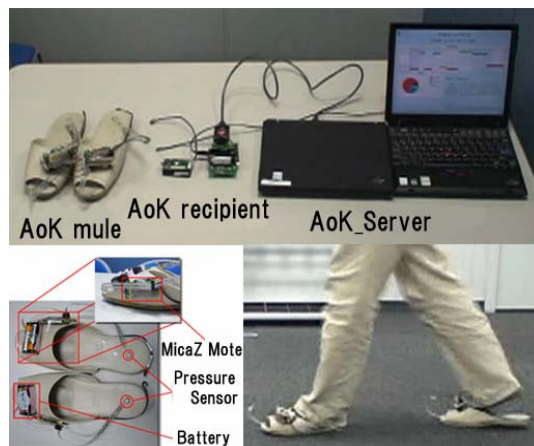 AoK mule
AoK recipient
AoK_Server
MicaZ Mote
Pressure
Sensor
Battery